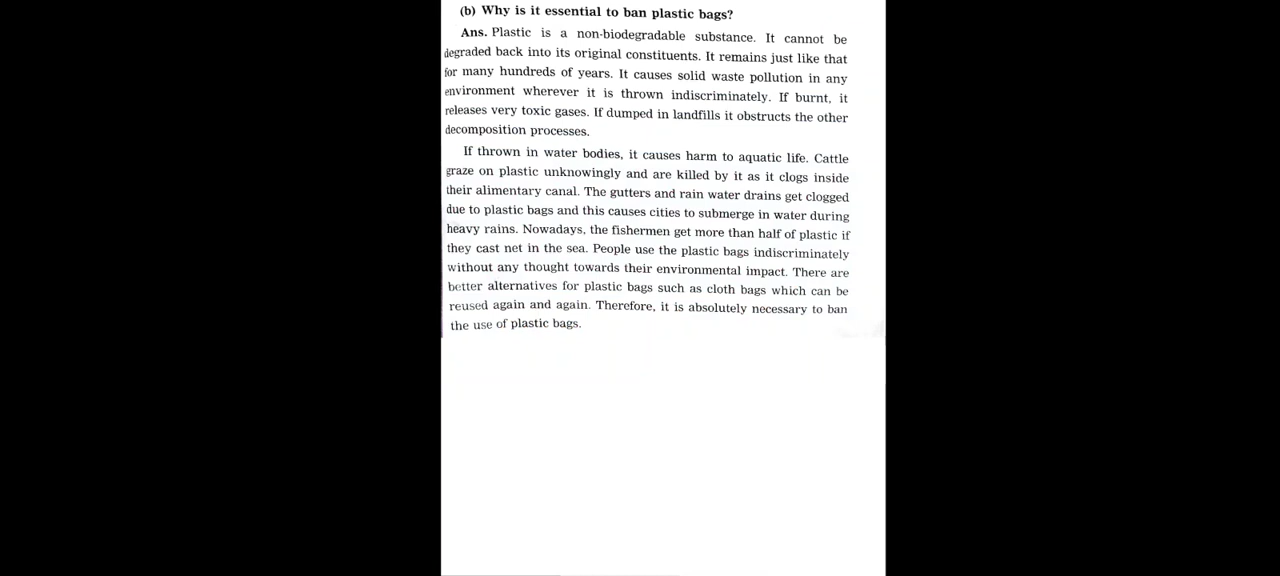 (b) Why is it essential to ban plastic bags?
Ans. Plastic is a non-biodegradable substance. It cannot be
degraded back into its original constituents. It remains just like that
for many hundreds of years. It causes solid waste pollution in any
environment wherever it is thrown indiscriminately. If burnt, it
releases very toxic gases. If dumped in landfills it obstructs the other
decomposition processes.
If thrown in water bodies, it causes harm to aquatic life. Cattle
graze on plastic unknowingly and are killed by it as it clogs inside
their alimentary canal. The gutters and rain water drains get clogged
due to plastic bags and this causes cities to submerge in water during
heavy rains. Nowadays, the fishermen get more than half of plastic if
they cast net in the sea. People use the plastic bags indiscriminately
without any thought towards their environmental impact. There are
better alternatives for plastic bags such as cloth bags which can be
reused again and again. Therefore, it is absolutely necessary to ban
the use of plastic bags.